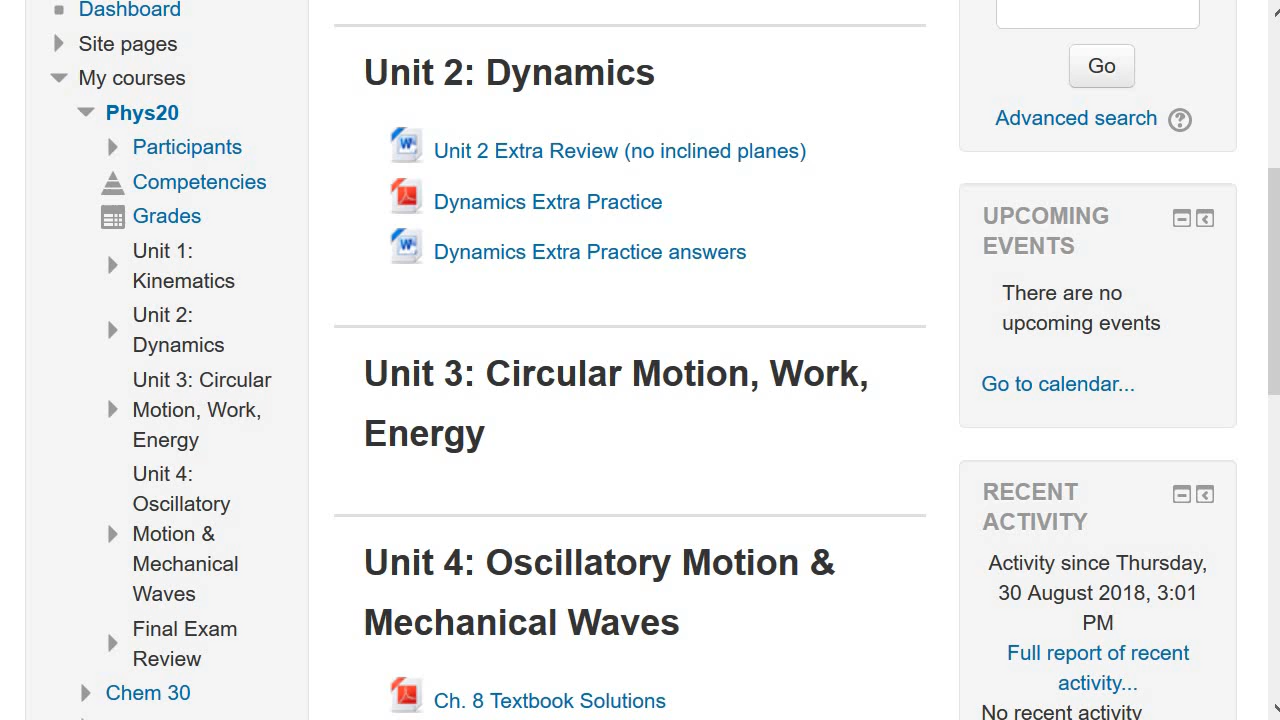 Dashboard
Site pages
My courses
Phys20
Participants
Competencies
Grades
Unit 1:
Kinematics
Unit 2:
Dynamics
Unit 3: Circular
Motion, Work,
Energy
Unit 4:
Oscillatory
Motion &
Mechanical
Waves
Final Exam
Review
Chem 30
Unit 2: Dynamics
Unit 2 Extra Review (no inclined planes)
Dynamics Extra Practice
Dynamics Extra Practice answers
Unit 3: Circular Motion, Work,
Energy
Unit 4: Oscillatory Motion &
Mechanical Waves
Ch. 8 Textbook Solutions
Go
Advanced search
UPCOMING
EVENTS
There are no
upcoming events
Go to calendar...
RECENT
ACTIVITY
Activity since Thursday,
30 August 2018, 3:01
PM
Full report of recent
activity...
No recent activity